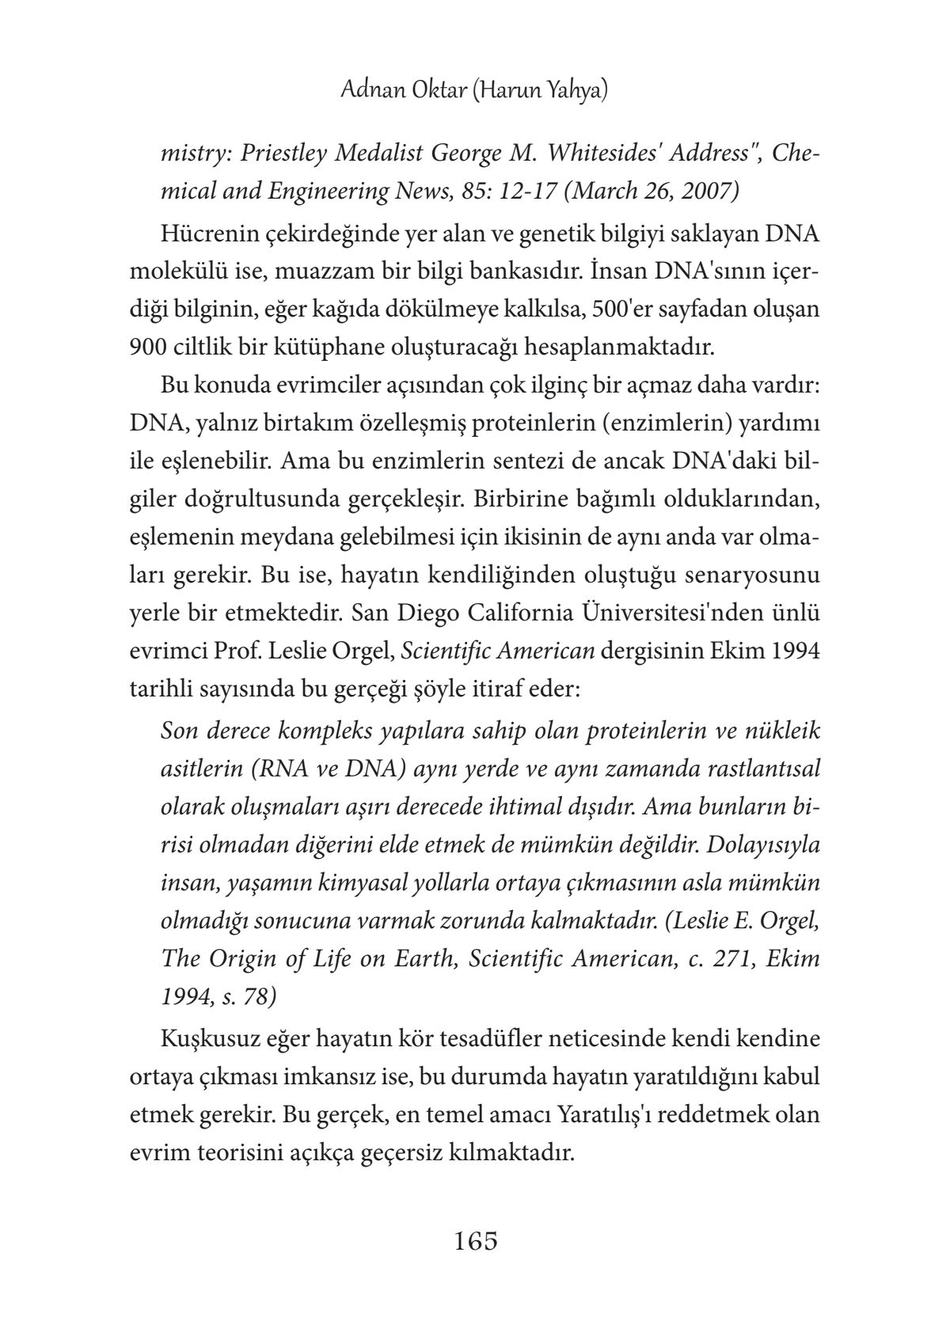 Adnan Oktar (Harun Yahya)
mistry: Priestley Medalist George M. Whitesides' Address", Che-
mical and Engineering News, 85: 12-17 (March 26, 2007)
Hücrenin çekirdeğinde yer alan ve genetik bilgiyi saklayan DNA
molekülü ise, muazzam bir bilgi bankasıdır. İnsan DNA'sının içer-
diği bilginin, eğer kağıda dökülmeye kalkılsa, 500'er sayfadan oluşan
900 ciltlik bir kütüphane oluşturacağı hesaplanmaktadır.
Bu konuda evrimciler açısından çok ilginç bir açmaz daha vardır:
DNA, yalnız birtakım özelleşmiş proteinlerin (enzimlerin) yardımı
ile eşlenebilir. Ama bu enzimlerin sentezi de ancak DNA'daki bil-
giler doğrultusunda gerçekleşir. Birbirine bağımlı olduklarından,
eşlemenin meydana gelebilmesi için ikisinin de aynı anda var olma-
ları gerekir. Bu ise, hayatın kendiliğinden oluştuğu senaryosunu
yerle bir etmektedir. San Diego California Üniversitesi'nden ünlü
evrimci Prof. Leslie Orgel, Scientific American dergisinin Ekim 1994
tarihli sayısında bu gerçeği şöyle itiraf eder:
Son derece kompleks yapılara sahip olan proteinlerin ve nükleik
asitlerin (RNA ve DNA) aynı yerde ve aynı zamanda rastlantısal
olarak oluşmaları aşırı derecede ihtimal dışıdır. Ama bunların bi-
risi olmadan diğerini elde etmek de mümkün değildir. Dolayısıyla
insan, yaşamın kimyasal yollarla ortaya çıkmasının asla mümkün
olmadığı sonucuna varmak zorunda kalmaktadır. (Leslie E. Orgel,
The Origin of Life on Earth, Scientific American, c. 271, Ekim
1994, s. 78)
Kuşkusuz eğer hayatın kör tesadüfler neticesinde kendi kendine
ortaya çıkması imkansız ise, bu durumda hayatın yaratıldığını kabul
etmek gerekir. Bu gerçek, en temel amacı Yaratılış'ı reddetmek olan
evrim teorisini açıkça geçersiz kılmaktadır.
165